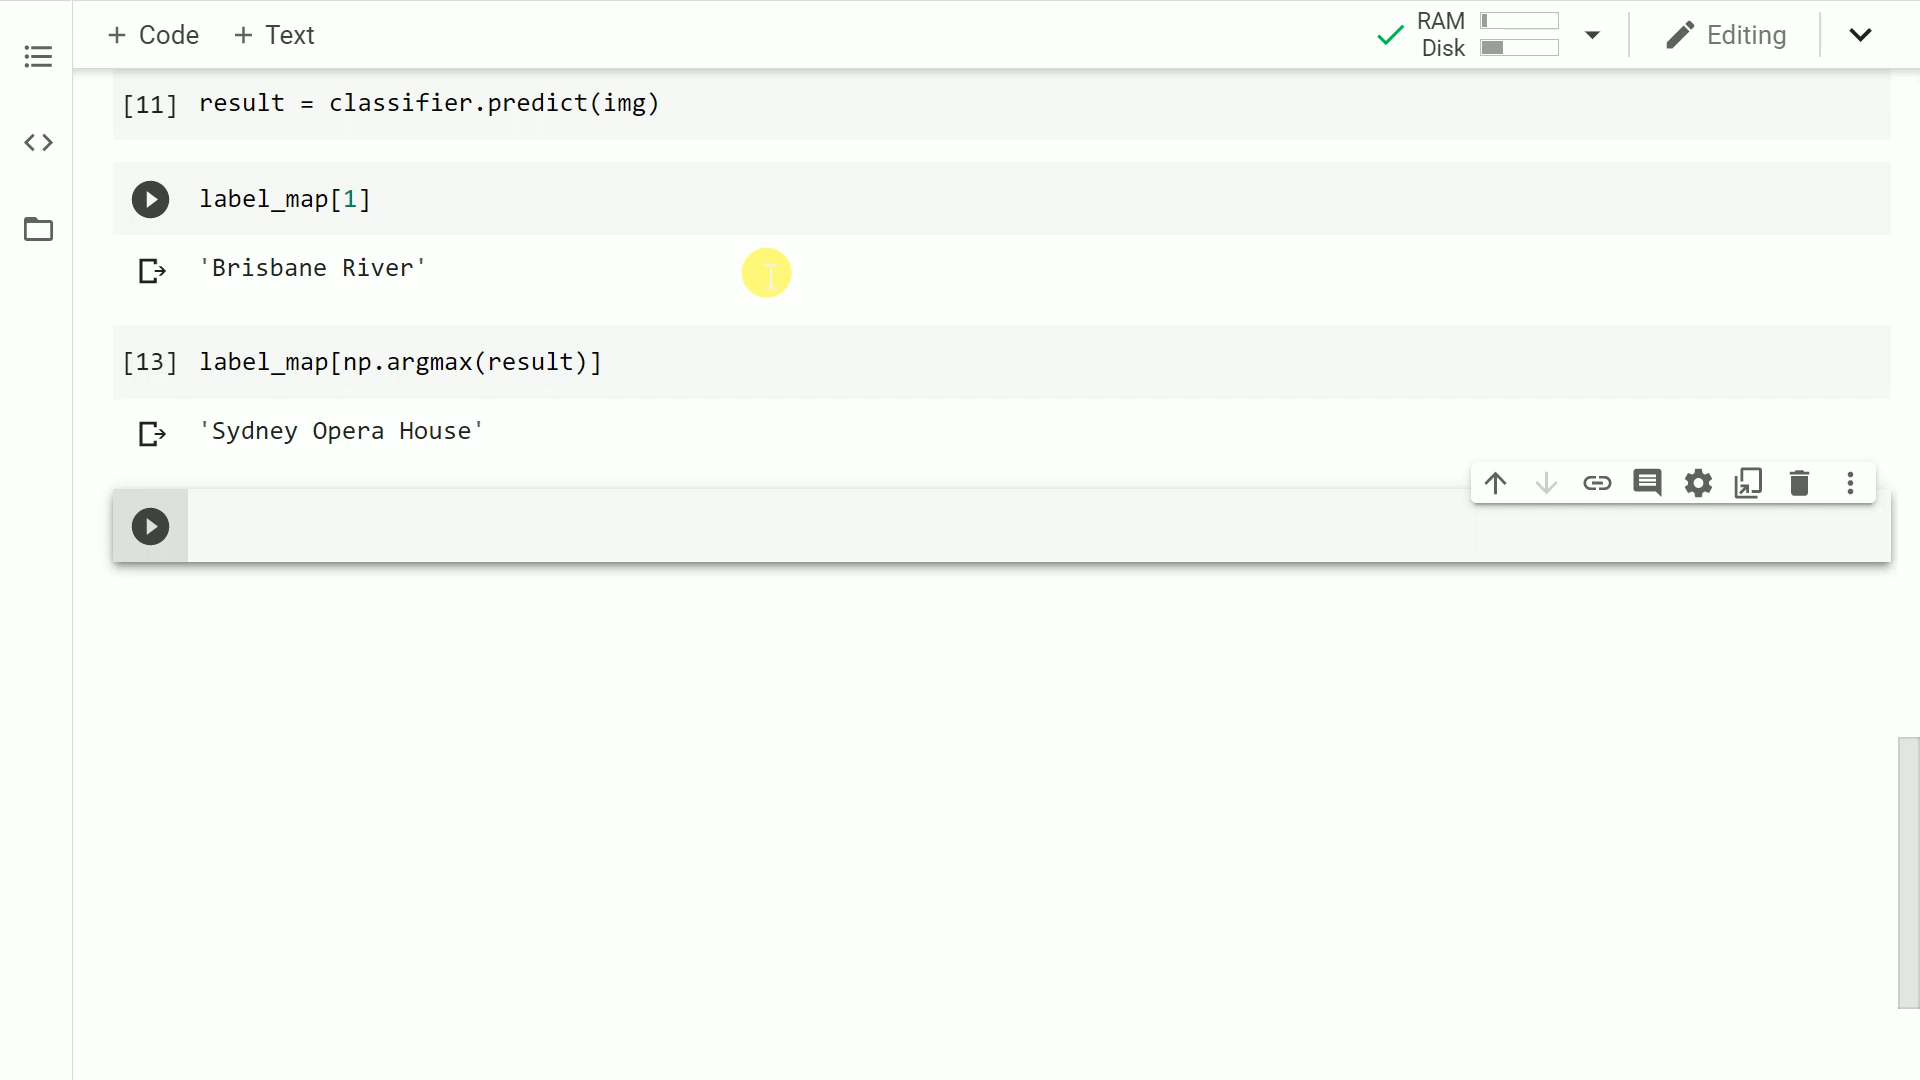 + Code + Text
RAM
Disk
Editing
[11] result = classifier.predict(img)
label_map[1]
'Brisbane River'
[13] label_map[np.argmax(result)]
'Sydney Opera House'